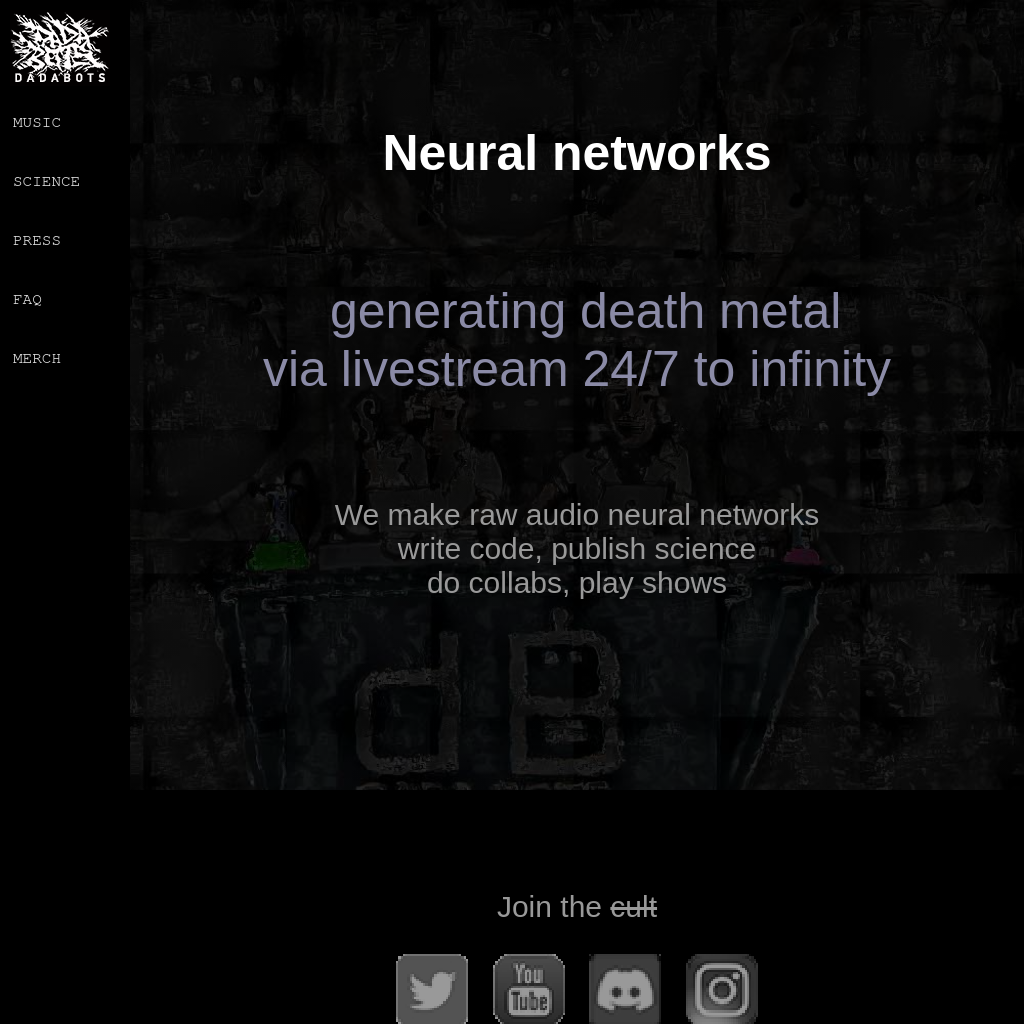 DADABOTS
MUSIC
SCIENCE
PRESS
FAQ
MERCH
Neural networks
generating death metal
via livestream 24/7 to infinity
We make raw audio neural networks
write code, publish science
do collabs, play shows
dB
Join the cult
You
Tube